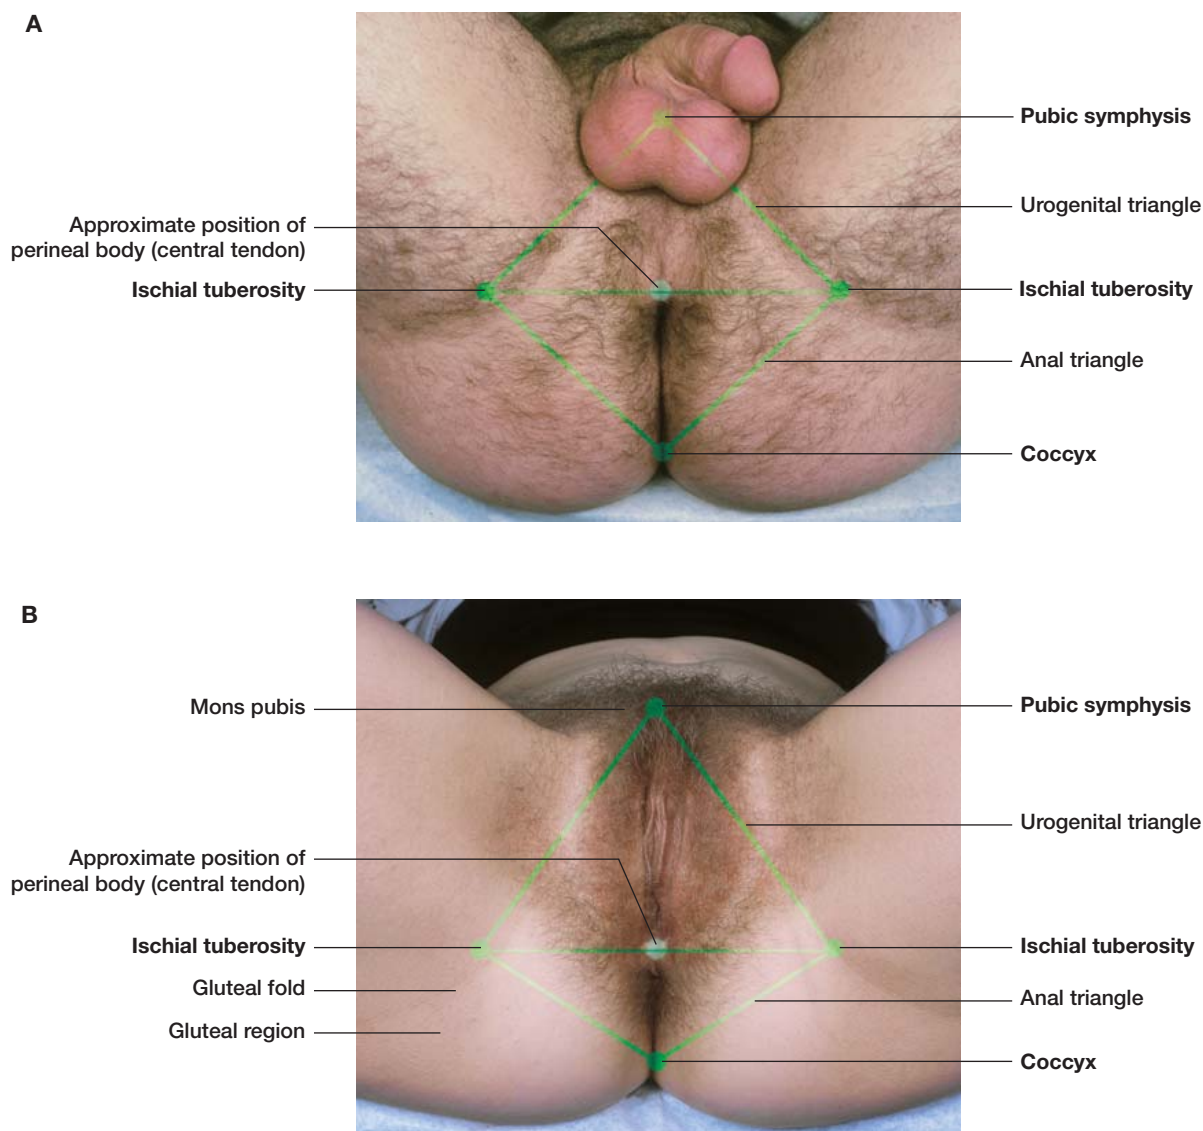 A
Pubic symphysis
Urogenital triangle
Approximate position of
perineal body (central tendon)
Ischial tuberosity
Ischial tuberosity
Anal triangle
Coccyx
B
Mons pubis
Pubic symphysis
Urogenital triangle
Approximate position of
perineal body (central tendon)
Ischial tuberosity
Ischial tuberosity
Gluteal fold
Anal triangle
Gluteal region
Coccyx